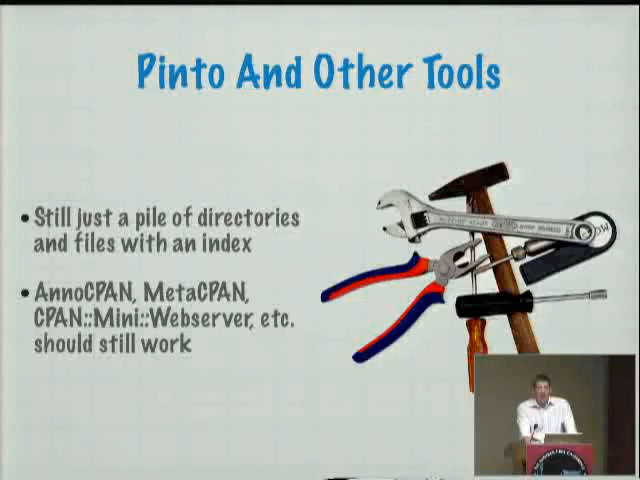 Pinto And Other Tools
• Still just a pile of directories
and files with an index
• AnnoCPAN, MetaCPAN,
CPAN::Mini::Webserver, etc.
should still work